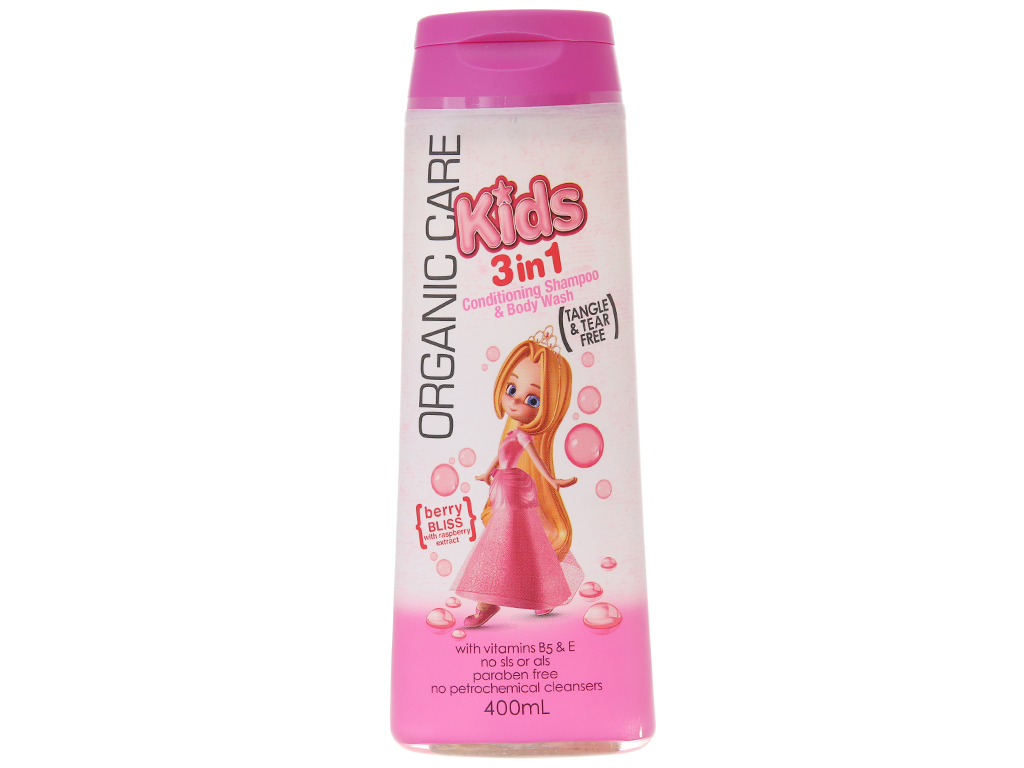 ORGANIC CARE
Kids
3in1
Conditioning Shampoo
& Body Wash
(TANGLE
& TEAR
FREE)
{berry
BLISS
with raspberry
extract}
with vitamins B5 & E
no sls or als
paraben free
no petrochemical cleansers
400mL